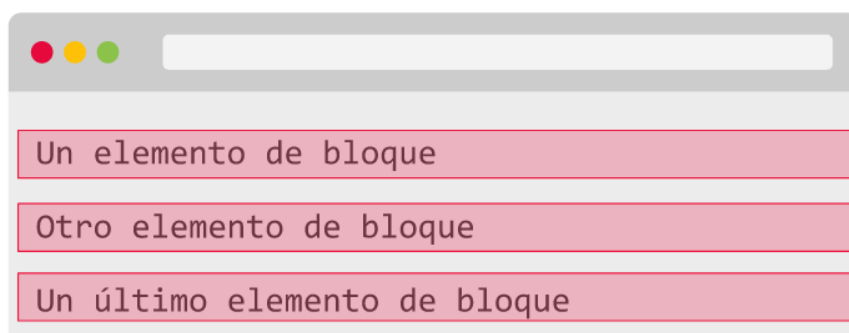 Un elemento de bloque
Otro elemento de bloque
Un último elemento de bloque